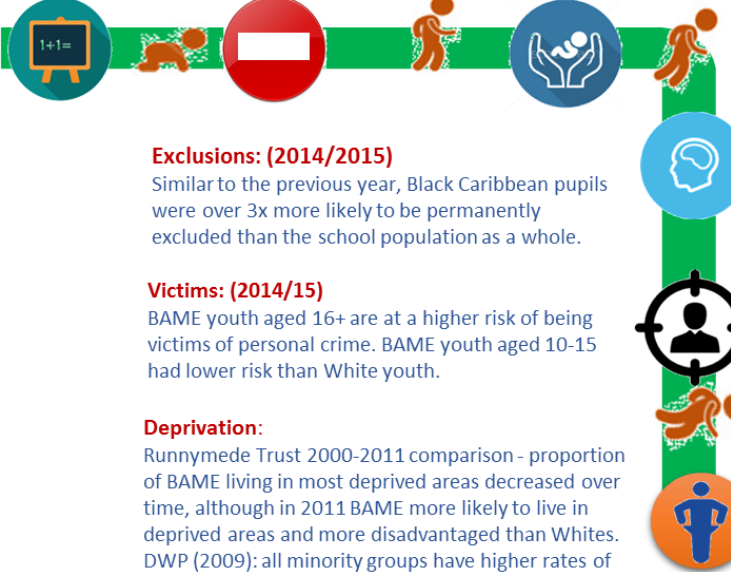 1+1=
Exclusions: (2014/2015)
Similar to the previous year, Black Caribbean pupils
were over 3x more likely to be permanently
excluded than the school population as a whole.
Victims: (2014/15)
BAME youth aged 16+ are at a higher risk of being
victims of personal crime. BAME youth aged 10-15
had lower risk than White youth.
Deprivation:
Runnymede Trust 2000-2011 comparison - proportion
of BAME living in most deprived areas decreased over
time, although in 2011 BAME more likely to live in
deprived areas and more disadvantaged than Whites.
DWP (2009): all minority groups have higher rates of